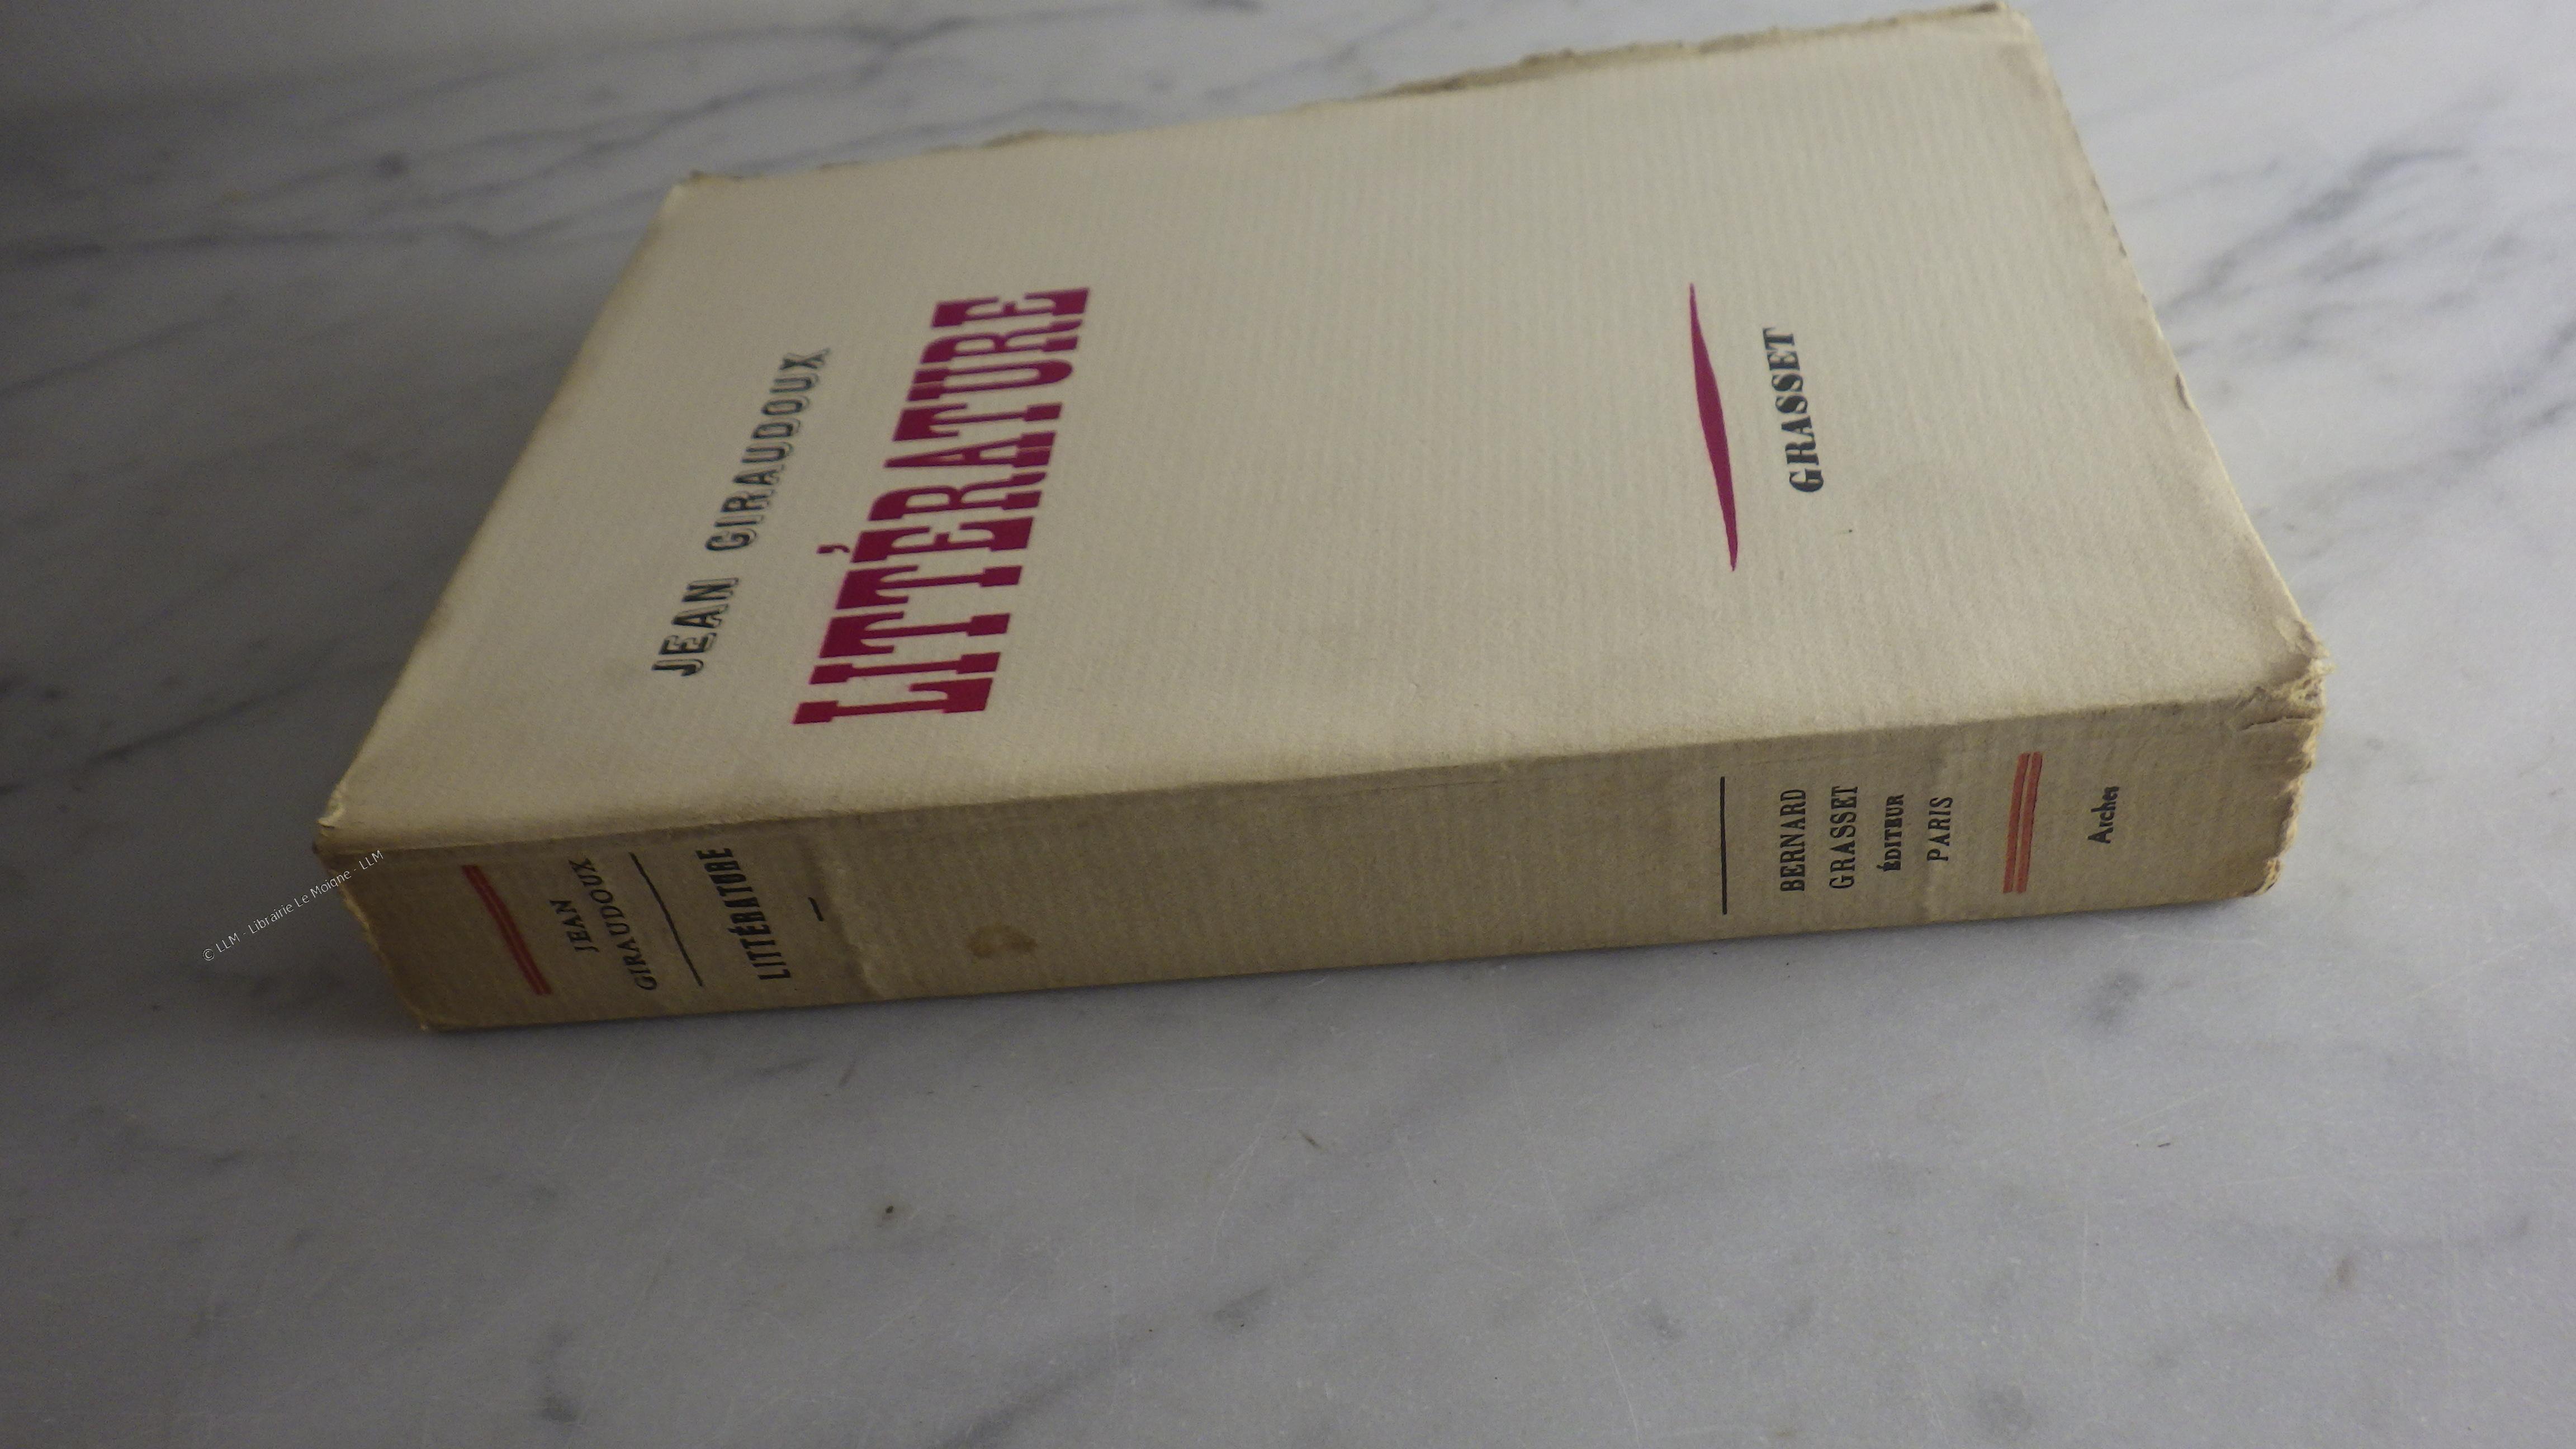 JEAN GIRAUDOUX
LITTÉRATURE
GRASSET
JEAN
GIRAUDOUX
LITTÉRATURE
BERNARD
GRASSET
ÉDITEUR
PARIS
Arches
© LLM - Librairie Le Moigne - LLM